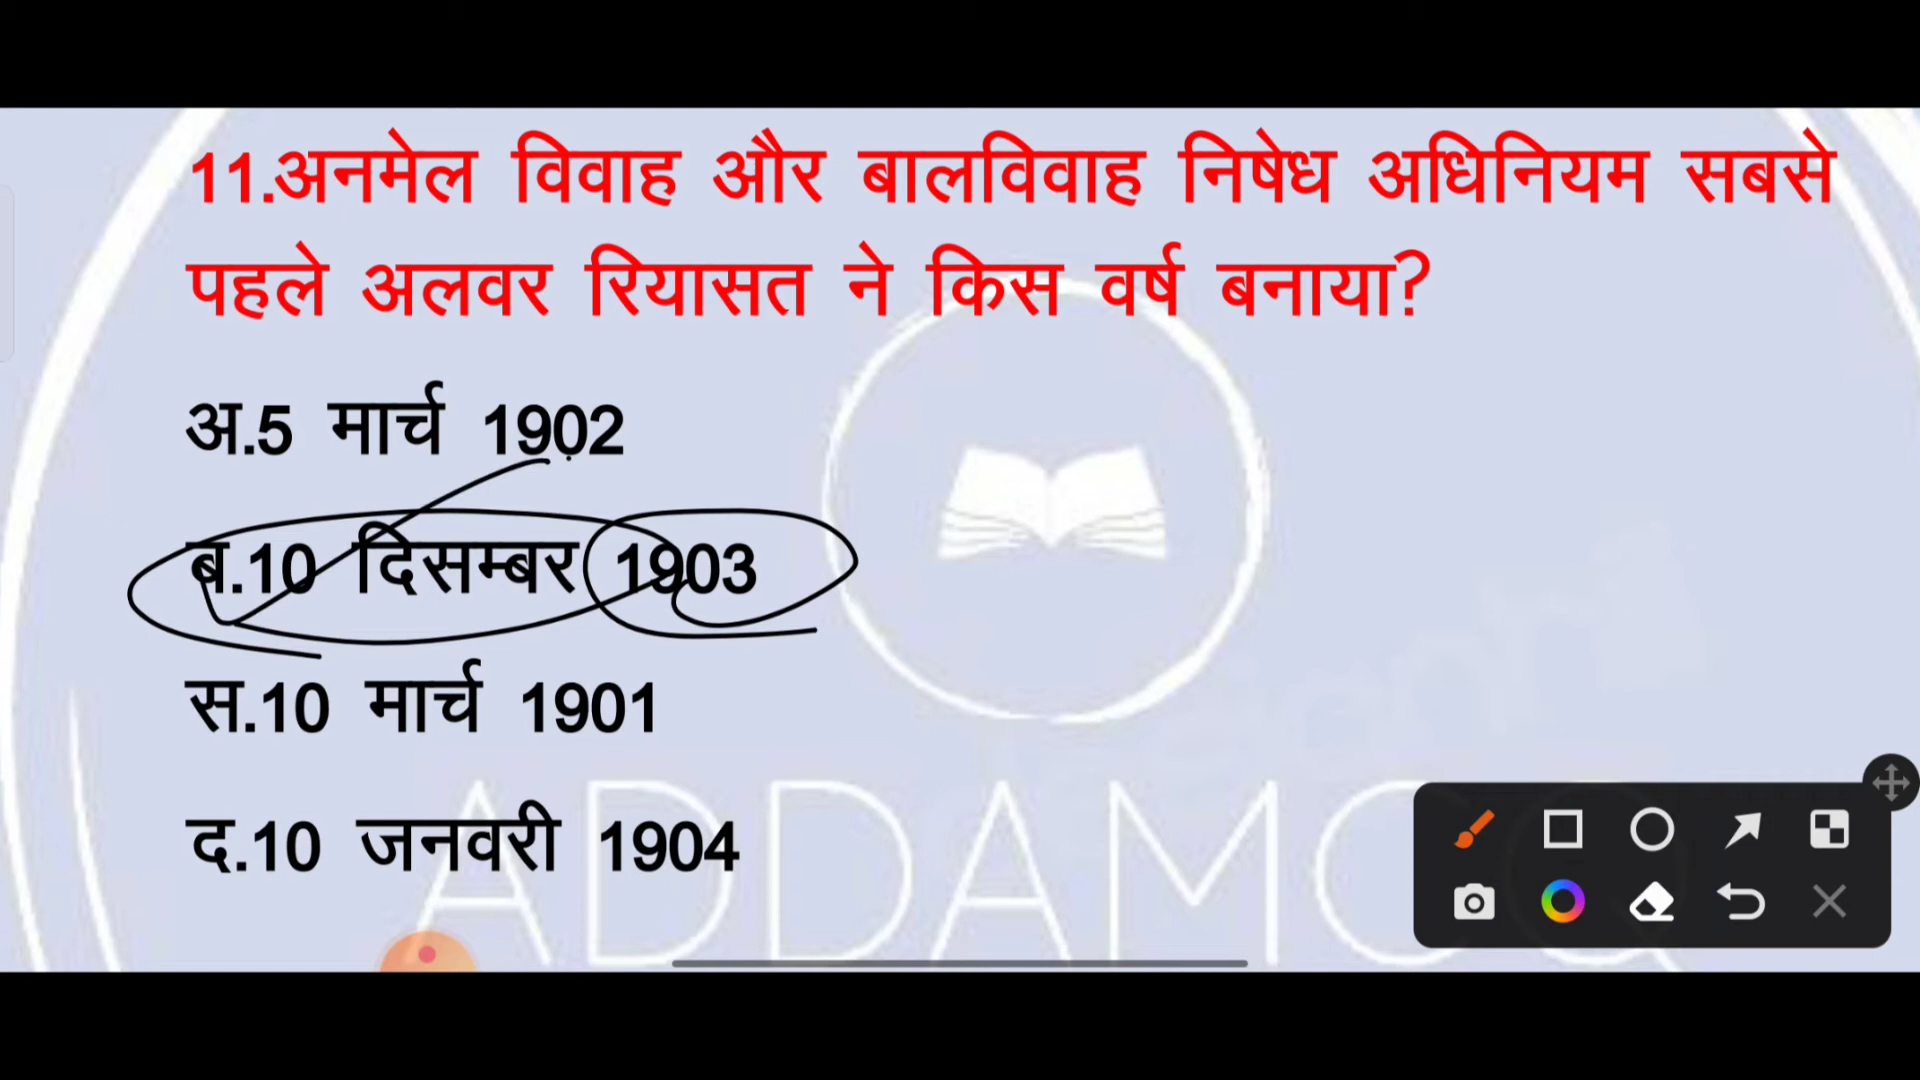 11.अनमेल विवाह और बालविवाह निषेध अधिनियम सबसे
पहले अलवर रियासत ने किस वर्ष बनाया?
अ.5 मार्च 1902
ब.10 दिसम्बर 1903
स.10 मार्च 1901
द.10 जनवरी 1904
ADDAMCQ